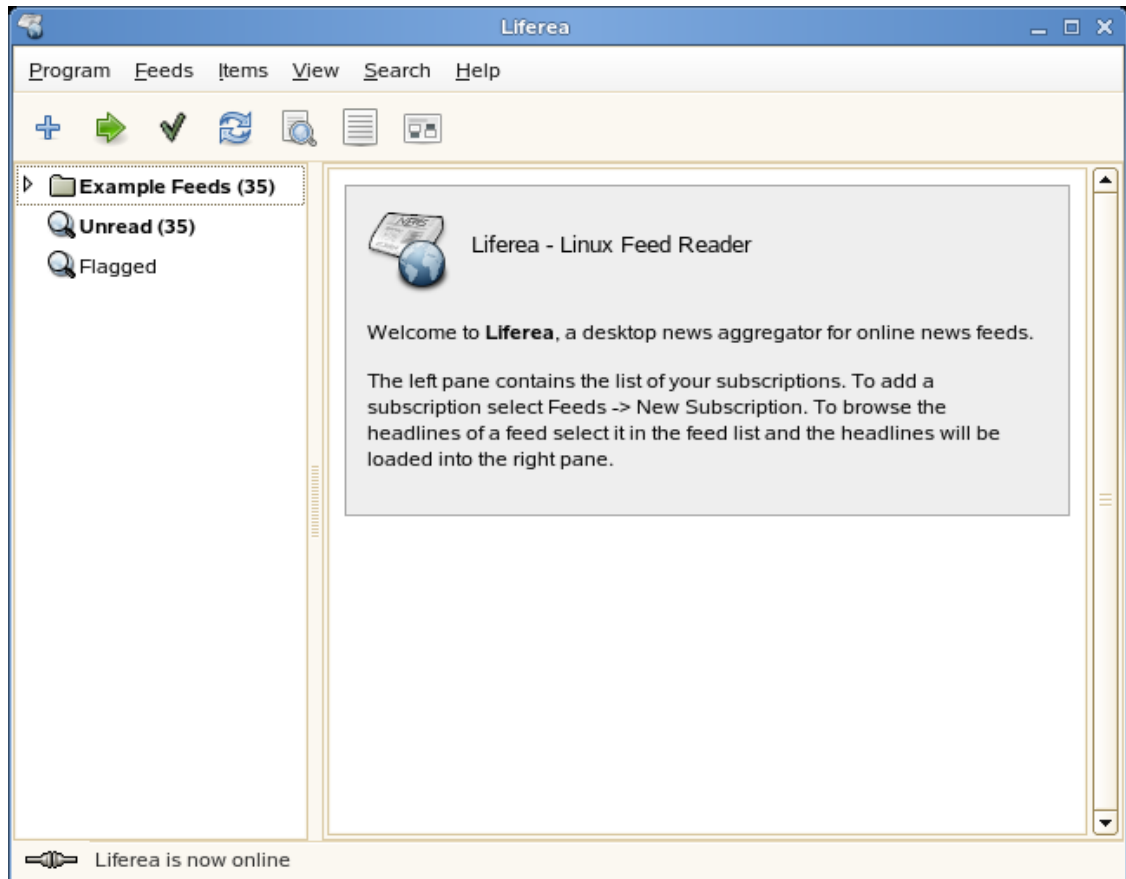 Liferea
Program Feeds Items View Search Help
Example Feeds (35)
Unread (35)
Flagged
NEWS
Liferea - Linux Feed Reader
Welcome to Liferea, a desktop news aggregator for online news feeds.
The left pane contains the list of your subscriptions. To add a
subscription select Feeds -> New Subscription. To browse the
headlines of a feed select it in the feed list and the headlines will be
loaded into the right pane.
Liferea is now online